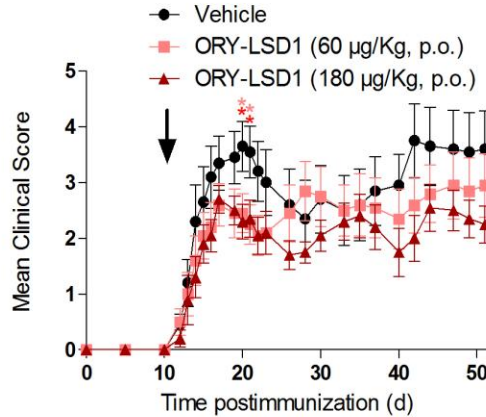 Vehicle
ORY-LSD1 (60 µg/Kg, p.o.)
ORY-LSD1 (180 µg/Kg, p.o.)
Mean Clinical Score
5
4
3
2
1
0
* *
* *
0 10 20 30 40 50
Time postimmunization (d)